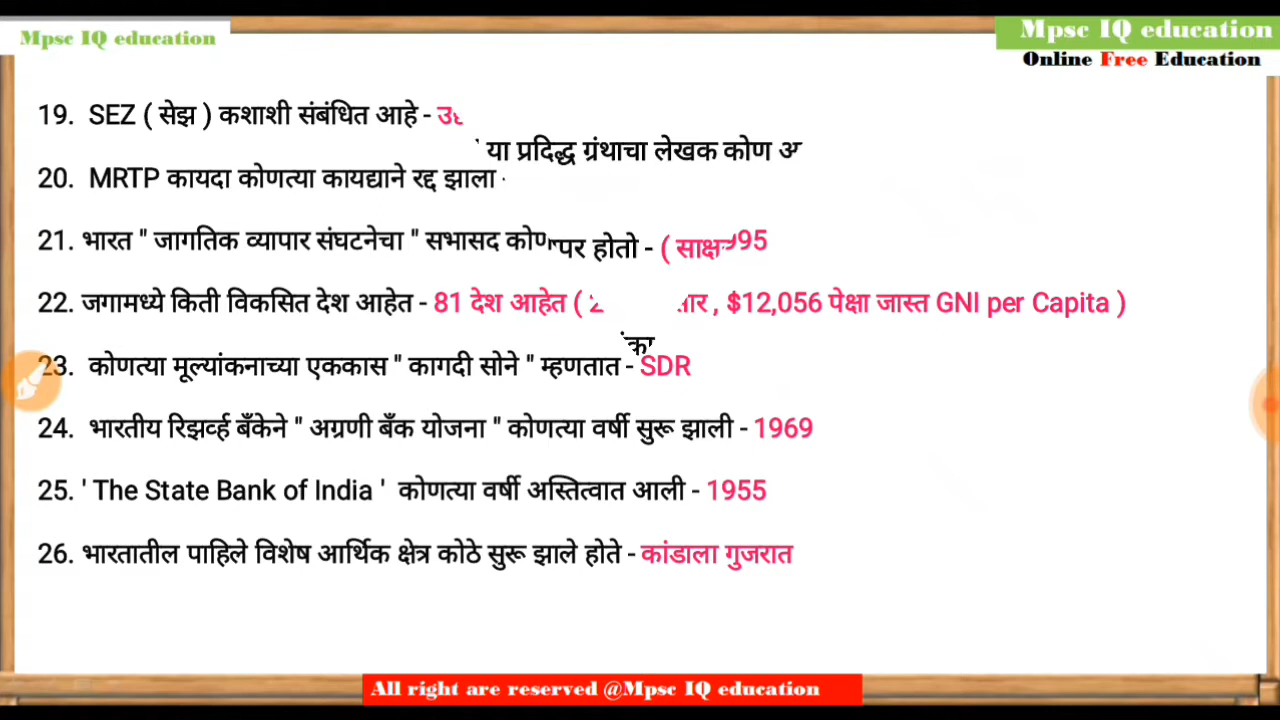 Mpsc IQ education
Mpsc IQ education
Online Free Education
19. SEZ ( सेझ ) कशाशी संबंधित आहे -
या प्रदिद्ध ग्रंथाचा लेखक कोण
20. MRTP कायदा कोणत्या कायद्याने रद्द झाला
21. भारत " जागतिक व्यापार संघटनेचा " सभासद
पर होतो - ( 95
22. जगामध्ये किती विकसित देश आहेत - 81 देश आहेत ( , $12,056 पेक्षा जास्त GNI per Capita )
23. कोणत्या मूल्यांकनाच्या एककास " कागदी सोने " म्हणतात - SDR
24. भारतीय रिझर्व्ह बँकेने " अग्रणी बँक योजना " कोणत्या वर्षी सुरू झाली - 1969
25. ' The State Bank of India ' कोणत्या वर्षी अस्तित्वात आली - 1955
26. भारतातील पाहिले विशेष आर्थिक क्षेत्र कोठे सुरू झाले होते - कांडाला गुजरात
All right are reserved @Mpsc IQ education